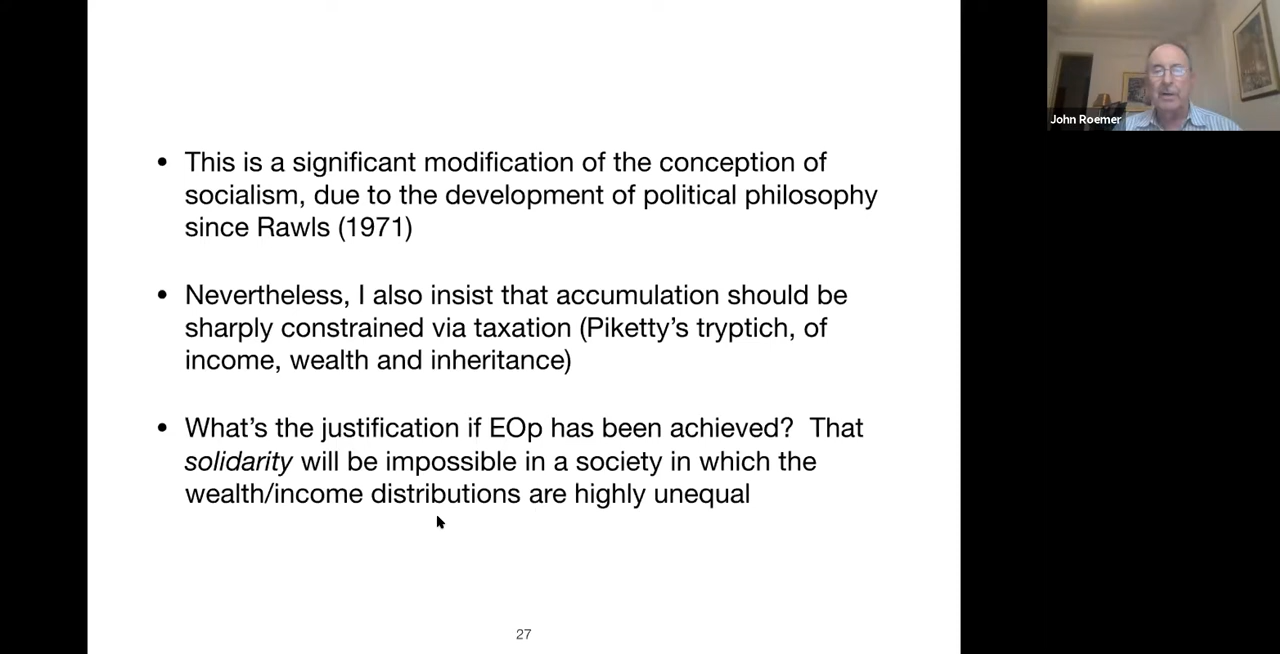 • This is a significant modification of the conception of
socialism, due to the development of political philosophy
since Rawls (1971)
• Nevertheless, I also insist that accumulation should be
sharply constrained via taxation (Piketty’s tryptich, of
income, wealth and inheritance)
• What’s the justification if EOp has been achieved?  That
solidarity will be impossible in a society in which the
wealth/income distributions are highly unequal
27
John Roemer